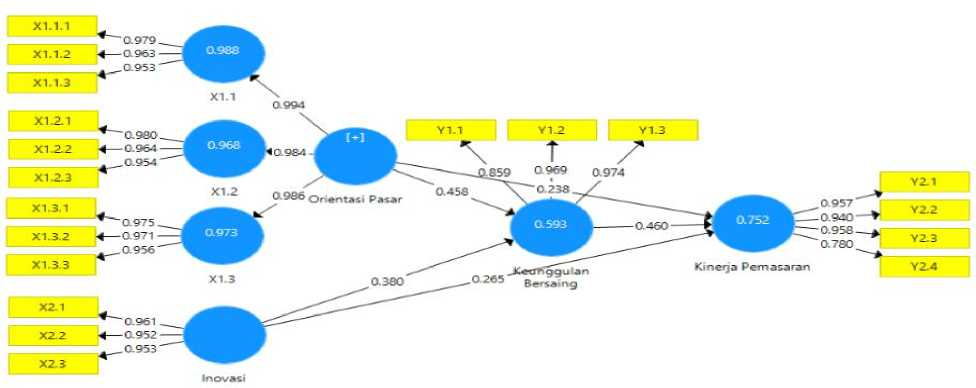 X1.1.1
0.979
X1.1.2
0.963
X1.1.3
0.953
0.988
X1.1
0.994
X1.2.1
0.980
X1.2.2
0.964
X1.2.3
0.954
0.968
X1.2
0.984
[+]
Orientasi Pasar
X1.3.1
0.975
X1.3.2
0.971
X1.3.3
0.956
0.973
X1.3
0.986
X2.1
0.961
X2.2
0.952
X2.3
0.953
Inovasi
Y1.1
Y1.2
Y1.3
0.859
0.969
0.974
0.458
0.238
0.380
0.265
0.593
Keunggulan
Bersaing
0.460
0.752
Kinerja Pemasaran
Y2.1
0.957
Y2.2
0.940
Y2.3
0.958
Y2.4
0.780